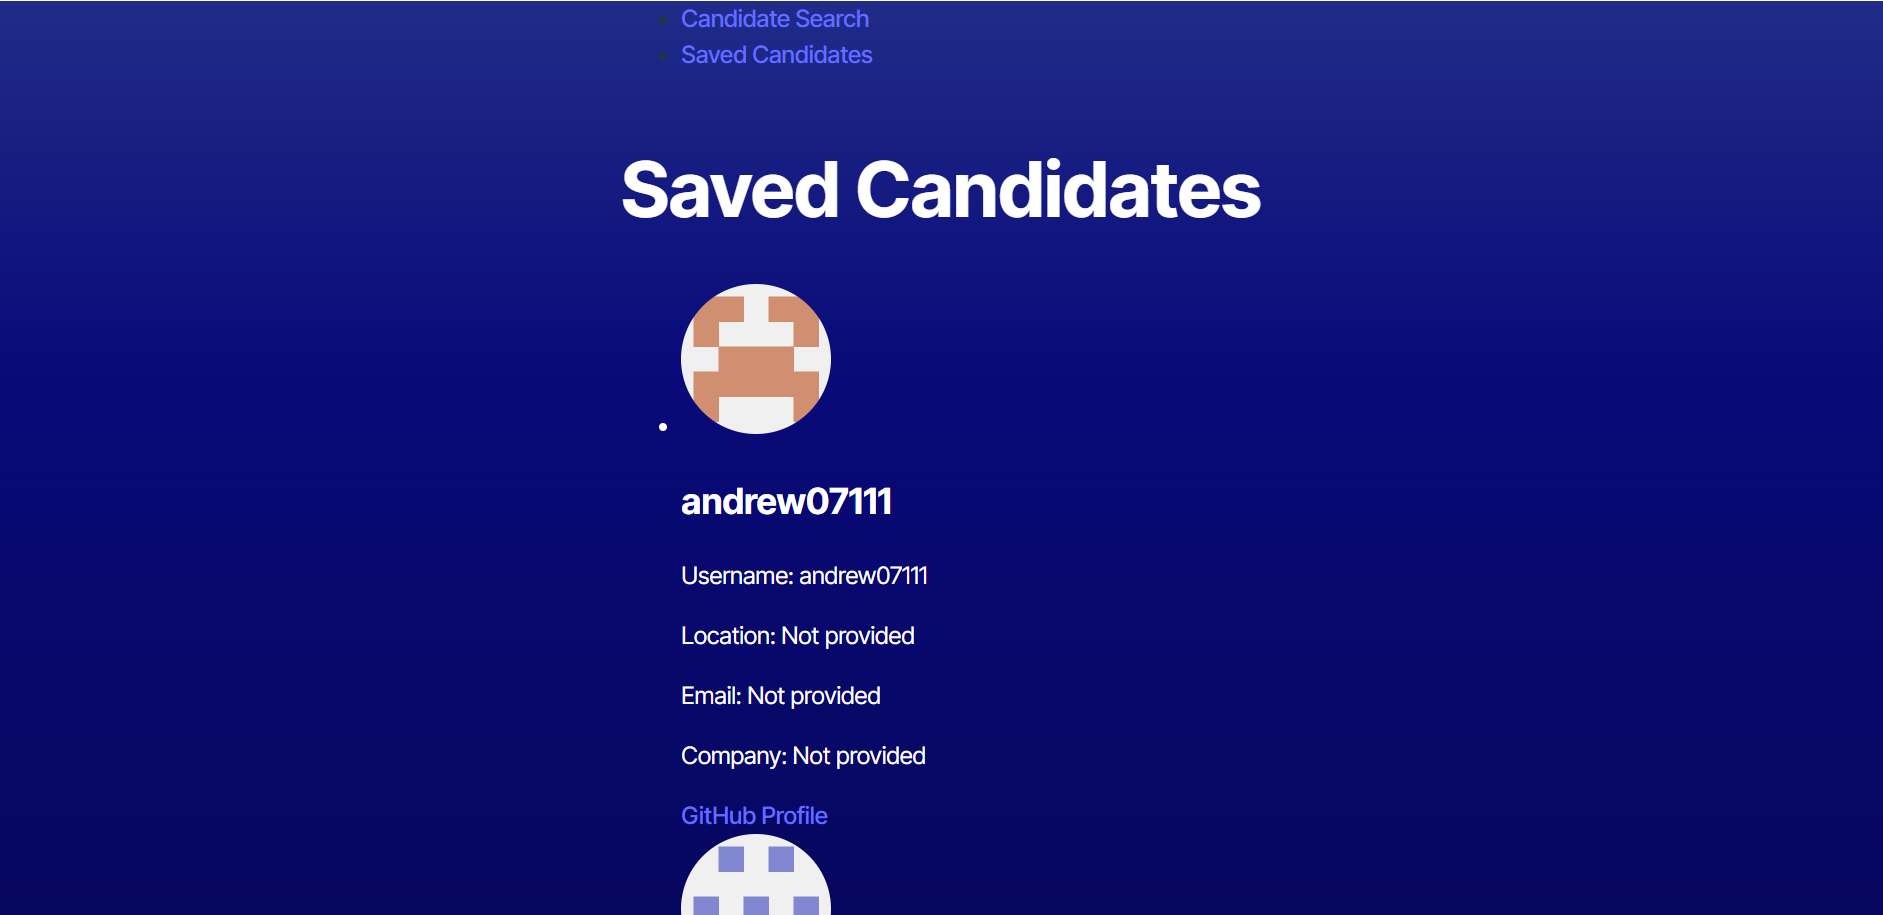 Candidate Search
Saved Candidates
Saved Candidates
andrew07111
Username: andrew07111
Location: Not provided
Email: Not provided
Company: Not provided
GitHub Profile